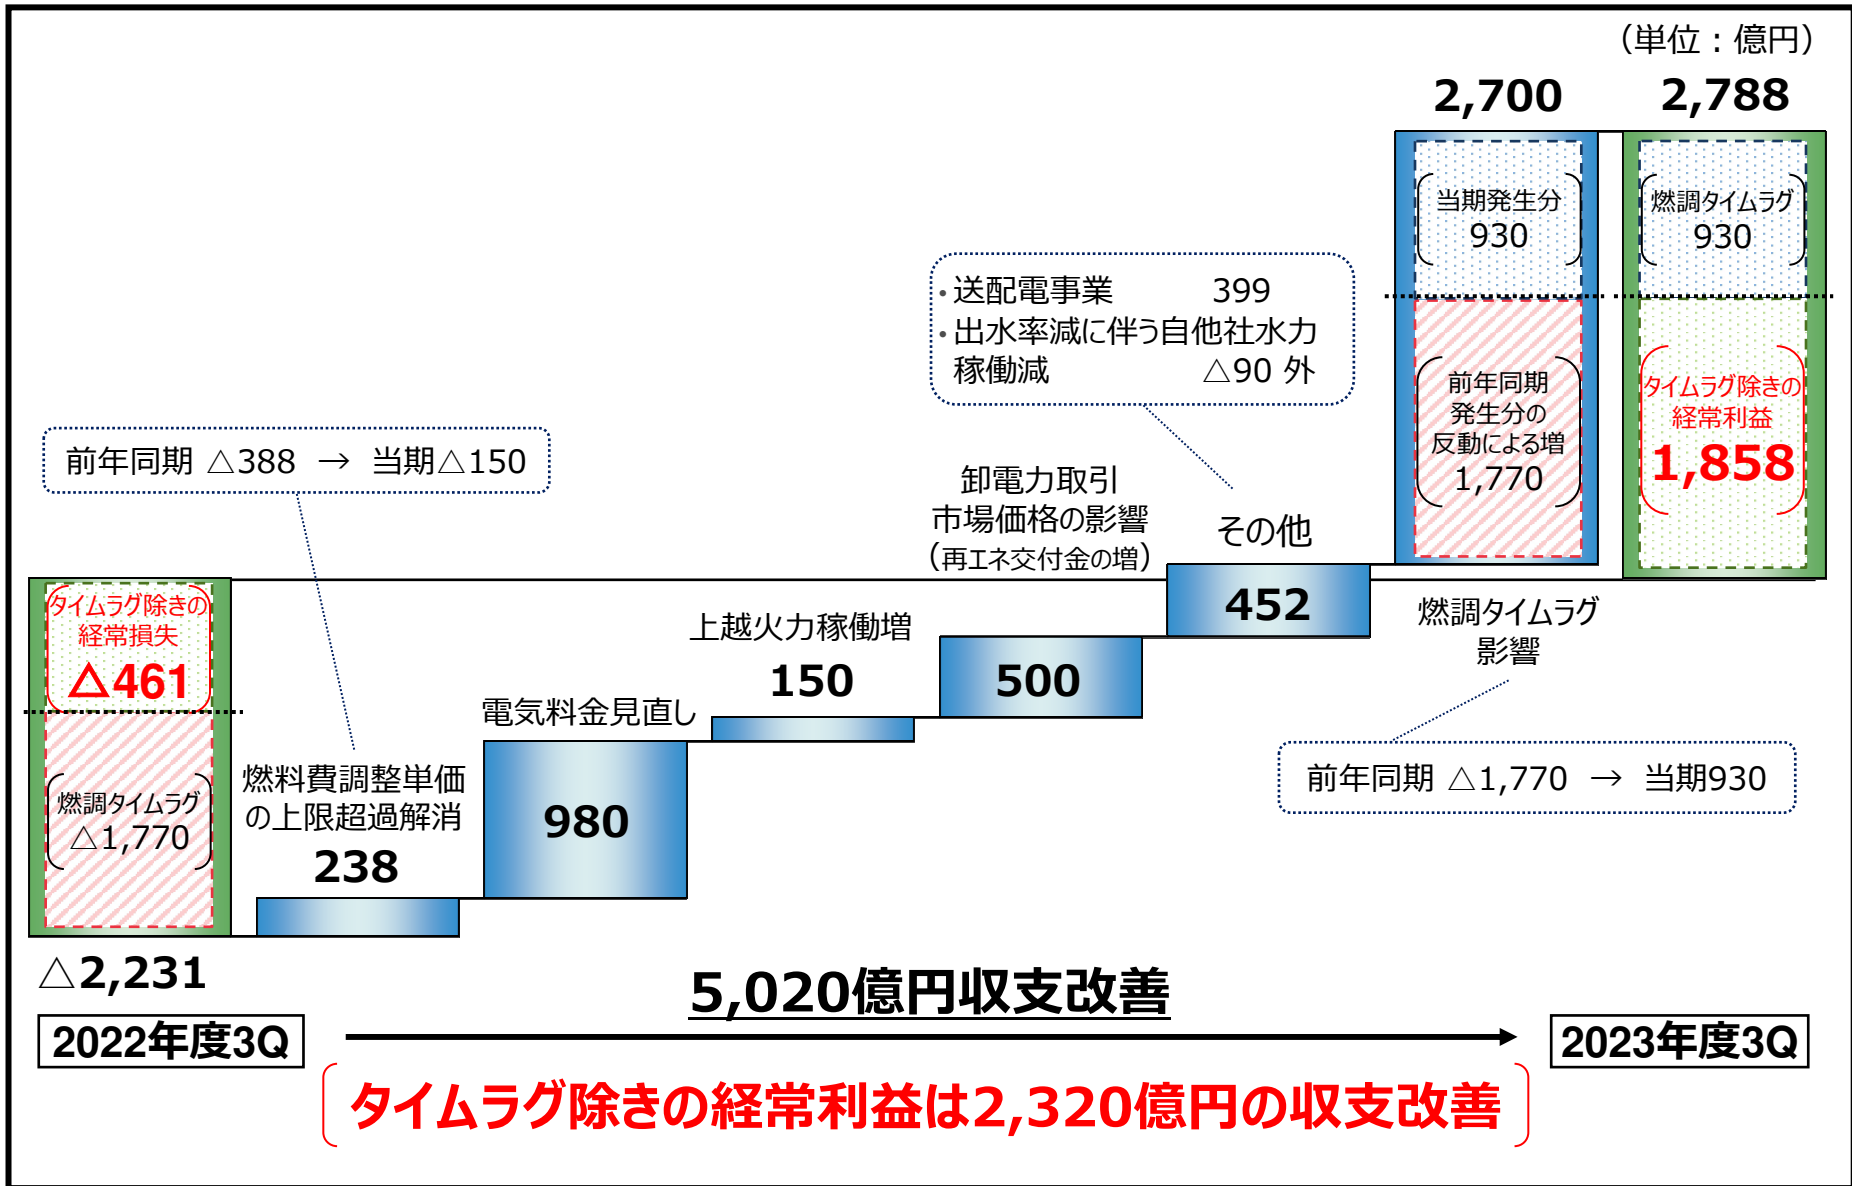 （単位：億円）
2,700
2,788
当期発生分
930
燃調タイムラグ
930
・送配電事業 399
・出水率減に伴う自他社水力
稼働減 △90 外
前年同期
発生分の
反動による増
1,770
タイムラグ除きの
経常利益
1,858
前年同期 △388 → 当期△150
卸電力取引
市場価格の影響
（再エネ交付金の増）
その他
452
タイムラグ除きの
経常損失
△461
上越火力稼働増
150
500
燃調タイムラグ
影響
電気料金見直し
980
燃料費調整単価
の上限超過解消
238
燃調タイムラグ
△1,770
前年同期 △1,770 → 当期930
△2,231
5,020億円収支改善
2022年度3Q
2023年度3Q
タイムラグ除きの経常利益は2,320億円の収支改善